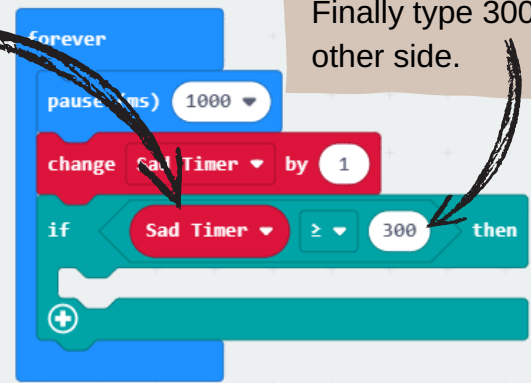 Finally type 300
other side.
forever
pause (ms) 1000
change Sad Timer by 1
if Sad Timer ≥ 300 then